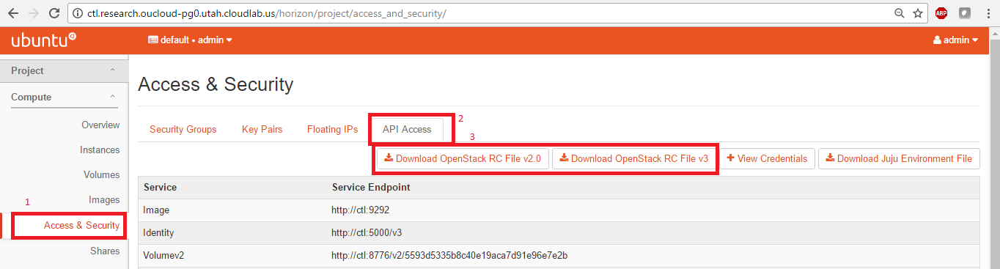 ctl.research.oucloud-pg0.utah.cloudlab.us/horizon/project/access_and_security/
ABP
ubuntu
default • admin
admin
Project
Compute
Overview
Instances
Volumes
Images
1
Access & Security
Shares
Access & Security
Security Groups
Key Pairs
Floating IPs
API Access
2
3
Download OpenStack RC File v2.0
Download OpenStack RC File v3
View Credentials
Download Juju Environment File
Service Service Endpoint
Image http://ctl:9292
Identity http://ctl:5000/v3
Volumev2 http://ctl:8776/v2/5593d5335b8c40e19aca7d91e96e7e2b